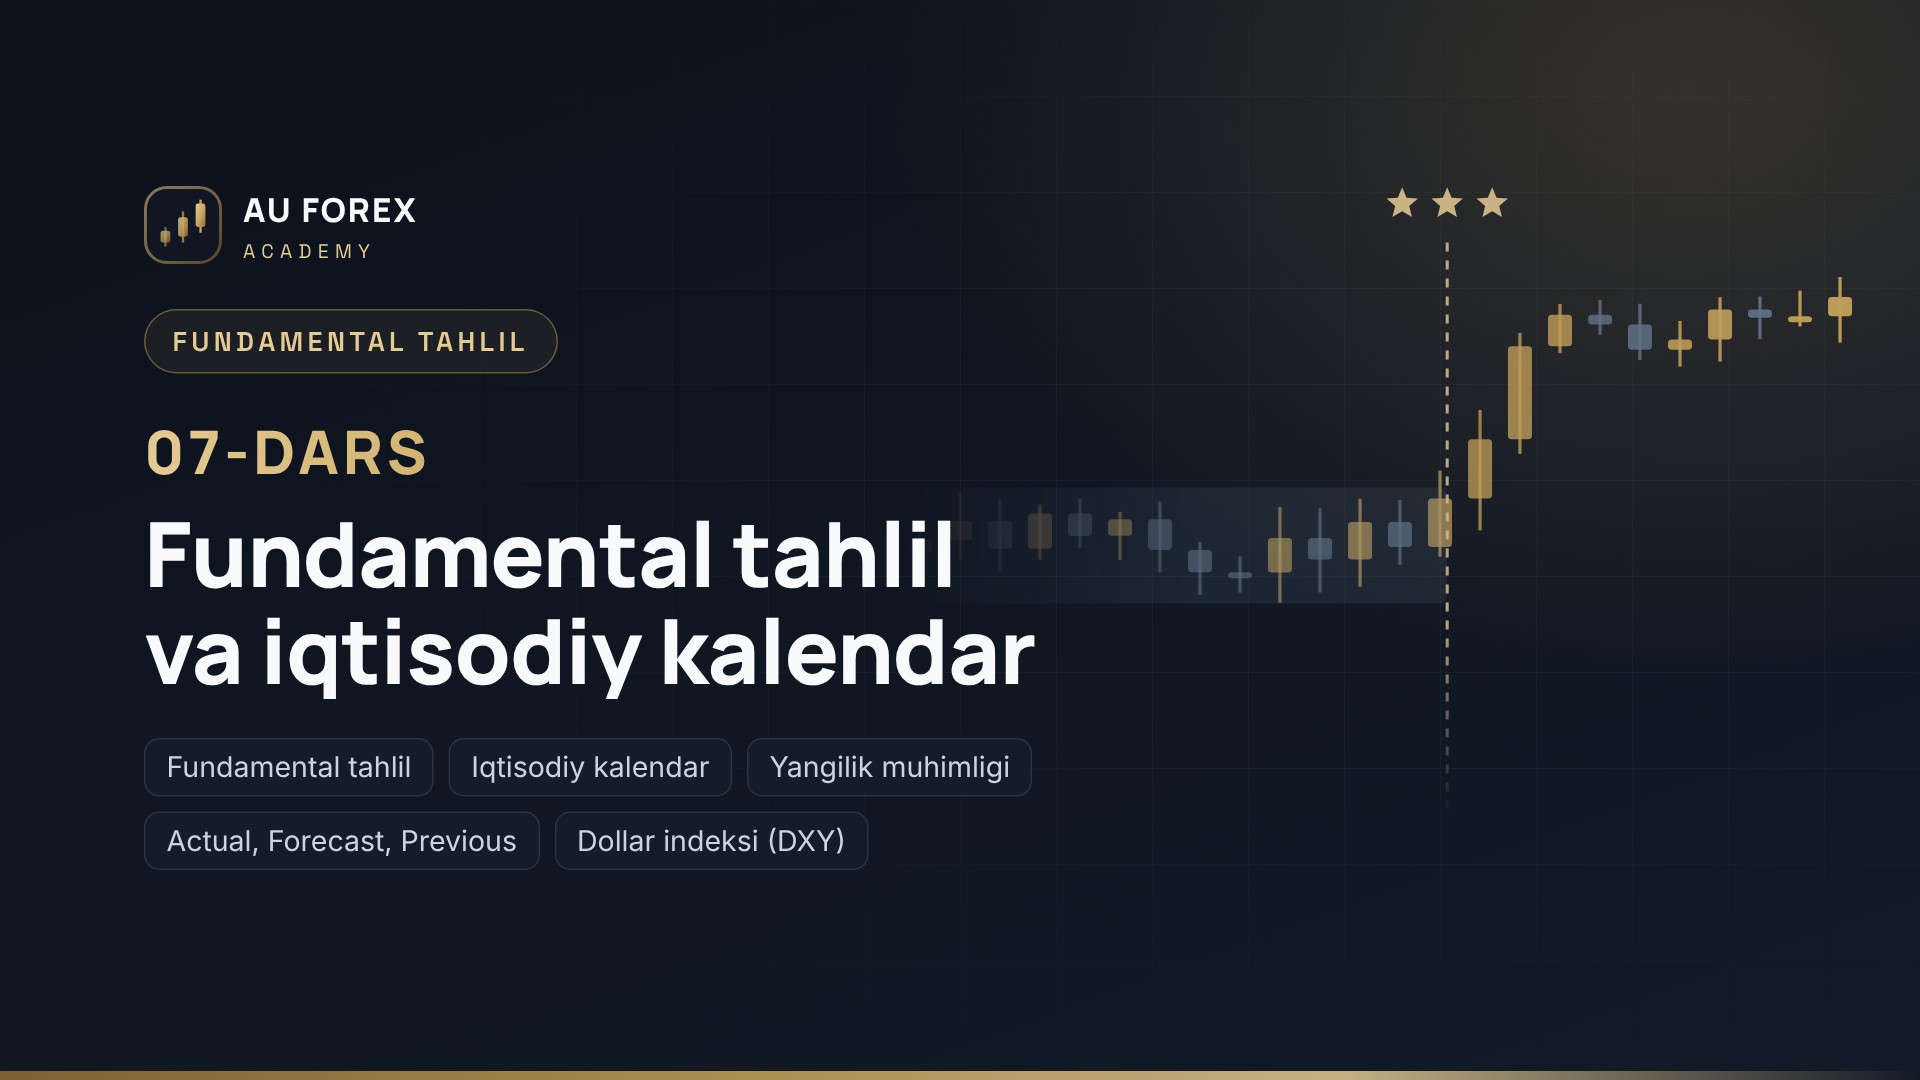 AU FOREX
ACADEMY
FUNDAMENTAL TAHLIL
07-DARS
Fundamental tahlil
va iqtisodiy kalendar
Fundamental tahlil
Iqtisodiy kalendar
Yangilik muhimligi
Actual, Forecast, Previous
Dollar indeksi (DXY)